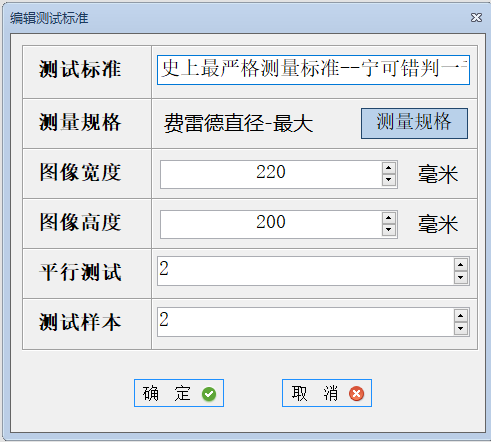 编辑测试标准
测试标准 史上最严格测量标准--宁可错判一
测量规格 费雷德直径-最大 测量规格
图像宽度 220 毫米
图像高度 200 毫米
平行测试 2
测试样本 2
确 定 取 消